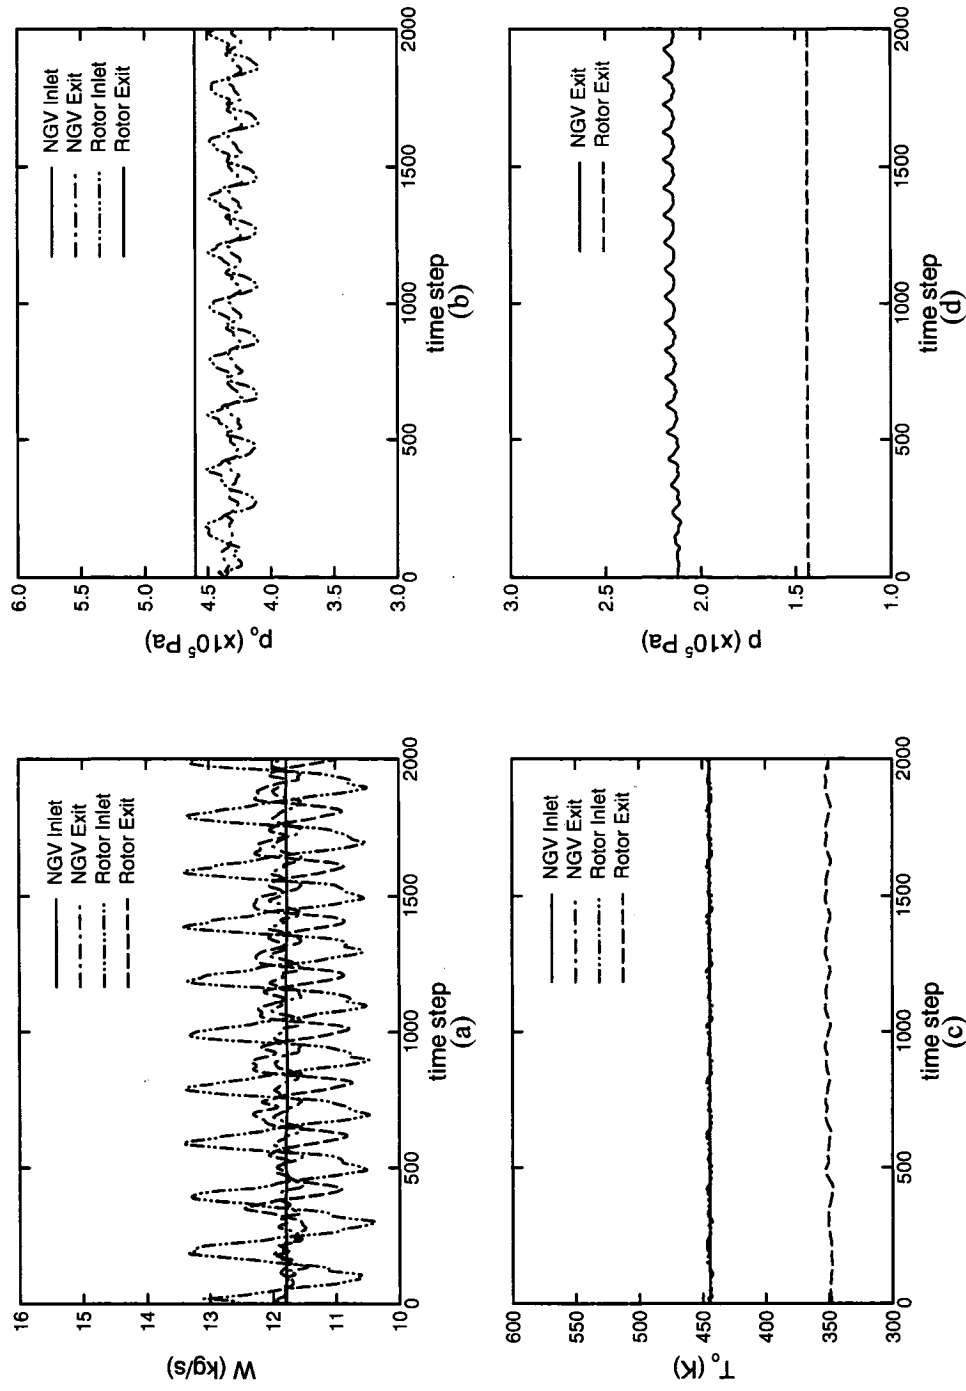 16
15
14
13
12
11
10
W (kg/s)
NGV Inlet
NGV Exit
Rotor Inlet
Rotor Exit
0
500
1000
1500
2000
time step
(a)
6.0
5.5
5.0
4.5
4.0
3.5
3.0
pₒ (x10⁵ Pa)
NGV Inlet
NGV Exit
Rotor Inlet
Rotor Exit
0
500
1000
1500
2000
time step
(b)
600
550
500
450
400
350
300
Tₒ (K)
NGV Inlet
NGV Exit
Rotor Inlet
Rotor Exit
0
500
1000
1500
2000
time step
(c)
3.0
2.5
2.0
1.5
1.0
p (x10⁵ Pa)
NGV Exit
Rotor Exit
0
500
1000
1500
2000
time step
(d)